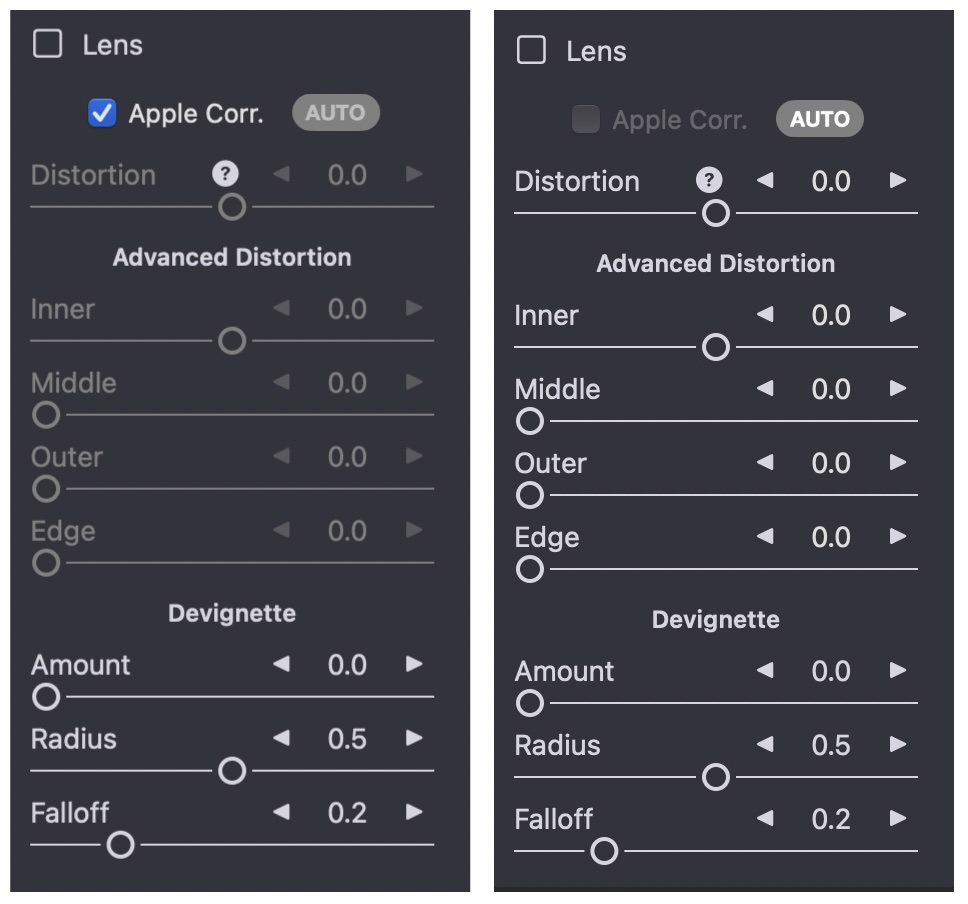 Lens
Apple Corr. AUTO
Distortion ? 0.0
Advanced Distortion
Inner 0.0
Middle 0.0
Outer 0.0
Edge 0.0
Devignette
Amount 0.0
Radius 0.5
Falloff 0.2
Lens
Apple Corr. AUTO
Distortion ? 0.0
Advanced Distortion
Inner 0.0
Middle 0.0
Outer 0.0
Edge 0.0
Devignette
Amount 0.0
Radius 0.5
Falloff 0.2